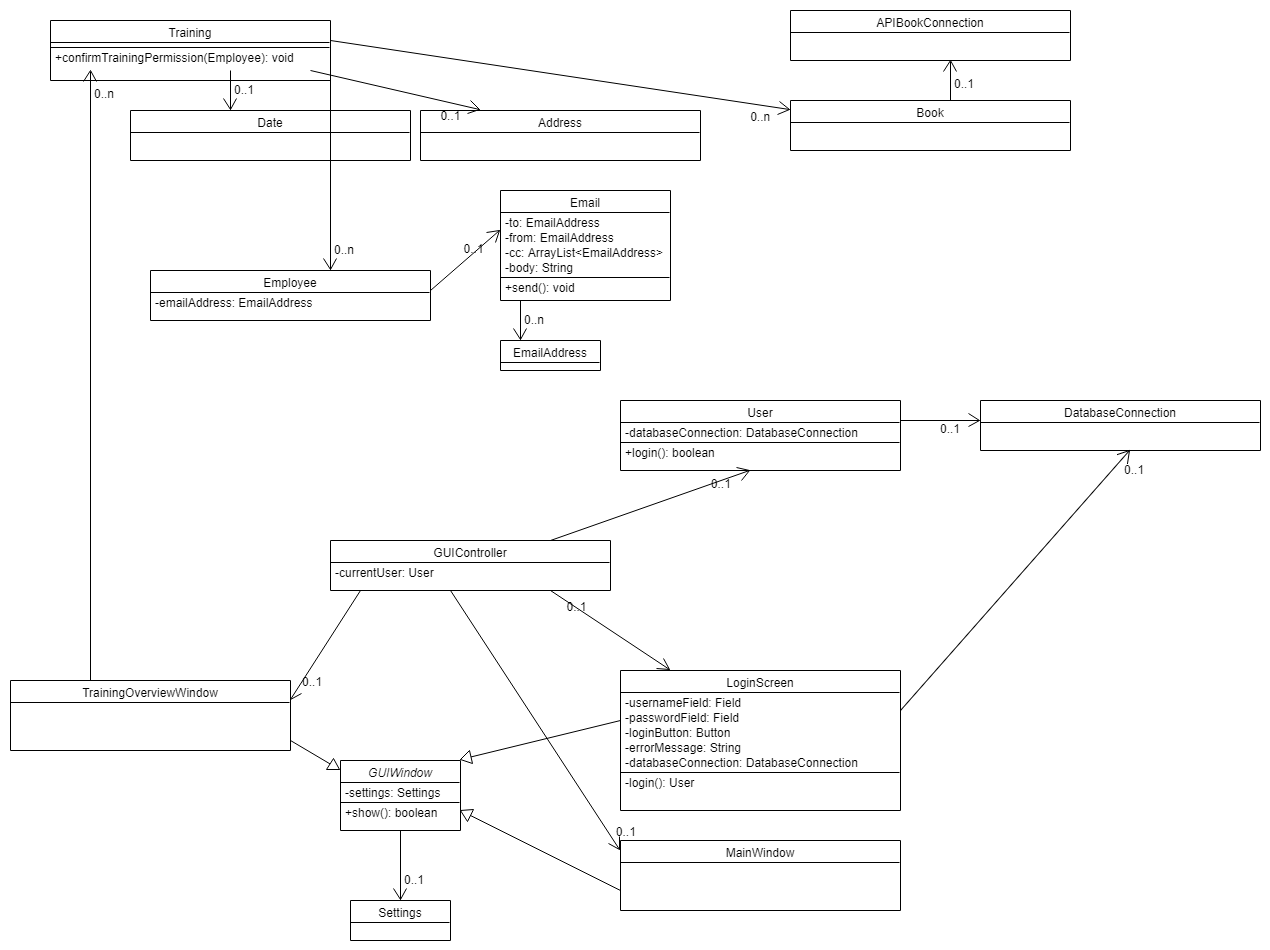 Training
+confirmTrainingPermission(Employee): void
APIBookConnection
0..1
Book
0..n
0..n
0..1
0..1
Date
Address
Email
-to: EmailAddress
-from: EmailAddress
-cc: ArrayList<EmailAddress>
-body: String
+send(): void
0..1
0..n
Employee
-emailAddress: EmailAddress
0..n
EmailAddress
User
-databaseConnection: DatabaseConnection
+login(): boolean
0..1
DatabaseConnection
0..1
0..1
GUIController
-currentUser: User
0..1
0..1
TrainingOverviewWindow
LoginScreen
-usernameField: Field
-passwordField: Field
-loginButton: Button
-errorMessage: String
-databaseConnection: DatabaseConnection
-login(): User
GUIWindow
-settings: Settings
+show(): boolean
0..1
MainWindow
0..1
Settings